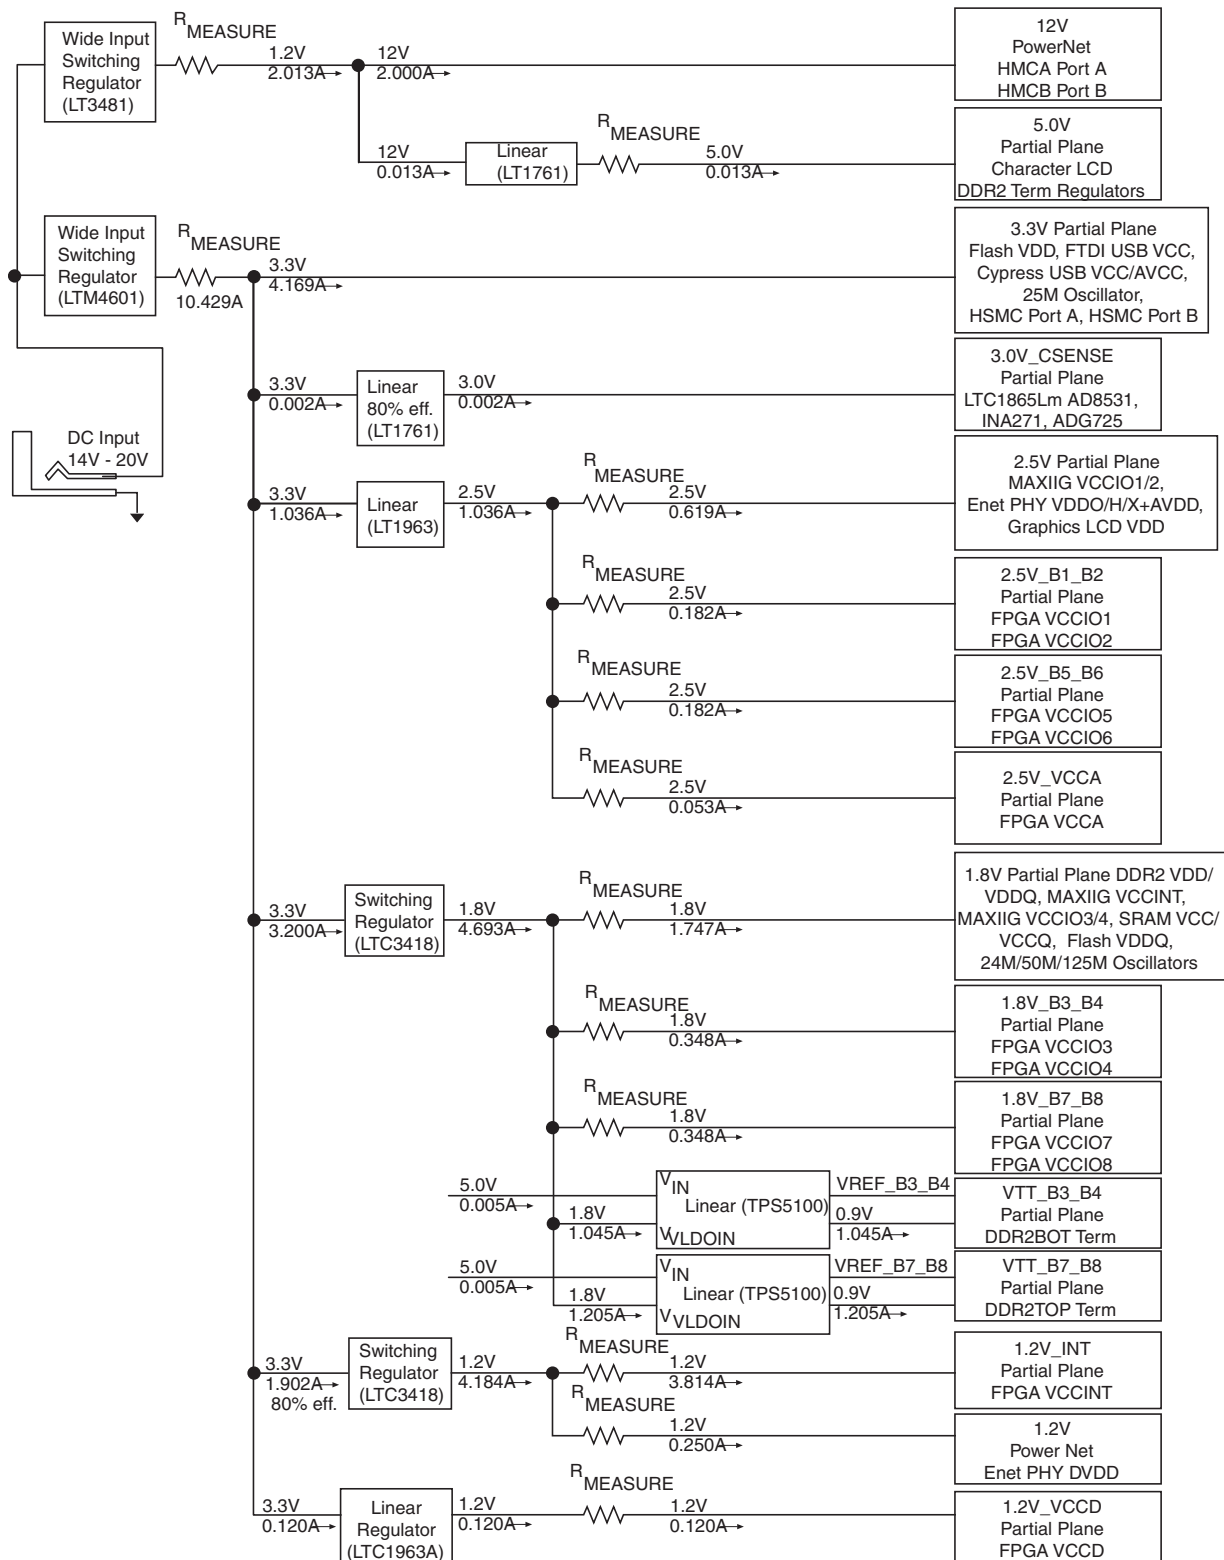 Wide Input
Switching
Regulator
(LT3481)
RMEASURE
1.2V
2.013A
12V
2.000A
12V
PowerNet
HMCA Port A
HMCB Port B
12V
0.013A
Linear
(LT1761)
RMEASURE
5.0V
0.013A
5.0V
Partial Plane
Character LCD
DDR2 Term Regulators
Wide Input
Switching
Regulator
(LTM4601)
RMEASURE
10.429A
3.3V
4.169A
3.3V Partial Plane
Flash VDD, FTDI USB VCC,
Cypress USB VCC/AVCC,
25M Oscillator,
HSMC Port A, HSMC Port B
3.3V
0.002A
Linear
80% eff.
(LT1761)
3.0V
0.002A
3.0V_CSENSE
Partial Plane
LTC1865Lm AD8531,
INA271, ADG725
DC Input
14V - 20V
3.3V
1.036A
Linear
(LT1963)
2.5V
1.036A
RMEASURE
2.5V
0.619A
2.5V Partial Plane
MAXIIG VCCIO1/2,
Enet PHY VDDO/H/X+AVDD,
Graphics LCD VDD
RMEASURE
2.5V
0.182A
2.5V_B1_B2
Partial Plane
FPGA VCCIO1
FPGA VCCIO2
RMEASURE
2.5V
0.182A
2.5V_B5_B6
Partial Plane
FPGA VCCIO5
FPGA VCCIO6
RMEASURE
2.5V
0.053A
2.5V_VCCA
Partial Plane
FPGA VCCA
3.3V
3.200A
Switching
Regulator
(LTC3418)
1.8V
4.693A
RMEASURE
1.8V
1.747A
1.8V Partial Plane DDR2 VDD/
VDDQ, MAXIIG VCCINT,
MAXIIG VCCIO3/4, SRAM VCC/
VCCQ, Flash VDDQ,
24M/50M/125M Oscillators
RMEASURE
1.8V
0.348A
1.8V_B3_B4
Partial Plane
FPGA VCCIO3
FPGA VCCIO4
RMEASURE
1.8V
0.348A
1.8V_B7_B8
Partial Plane
FPGA VCCIO7
FPGA VCCIO8
5.0V
0.005A
1.8V
1.045A
VIN
Linear (TPS5100)
VVLDOIN
VREF_B3_B4
0.9V
1.045A
VTT_B3_B4
Partial Plane
DDR2BOT Term
5.0V
0.005A
1.8V
1.205A
VIN
Linear (TPS5100)
VVLDOIN
VREF_B7_B8
0.9V
1.205A
VTT_B7_B8
Partial Plane
DDR2TOP Term
3.3V
1.902A
80% eff.
Switching
Regulator
(LTC3418)
1.2V
4.184A
RMEASURE
1.2V
3.814A
1.2V_INT
Partial Plane
FPGA VCCINT
RMEASURE
1.2V
0.250A
1.2V
Power Net
Enet PHY DVDD
3.3V
0.120A
Linear
Regulator
(LTC1963A)
1.2V
0.120A
RMEASURE
1.2V
0.120A
1.2V_VCCD
Partial Plane
FPGA VCCD